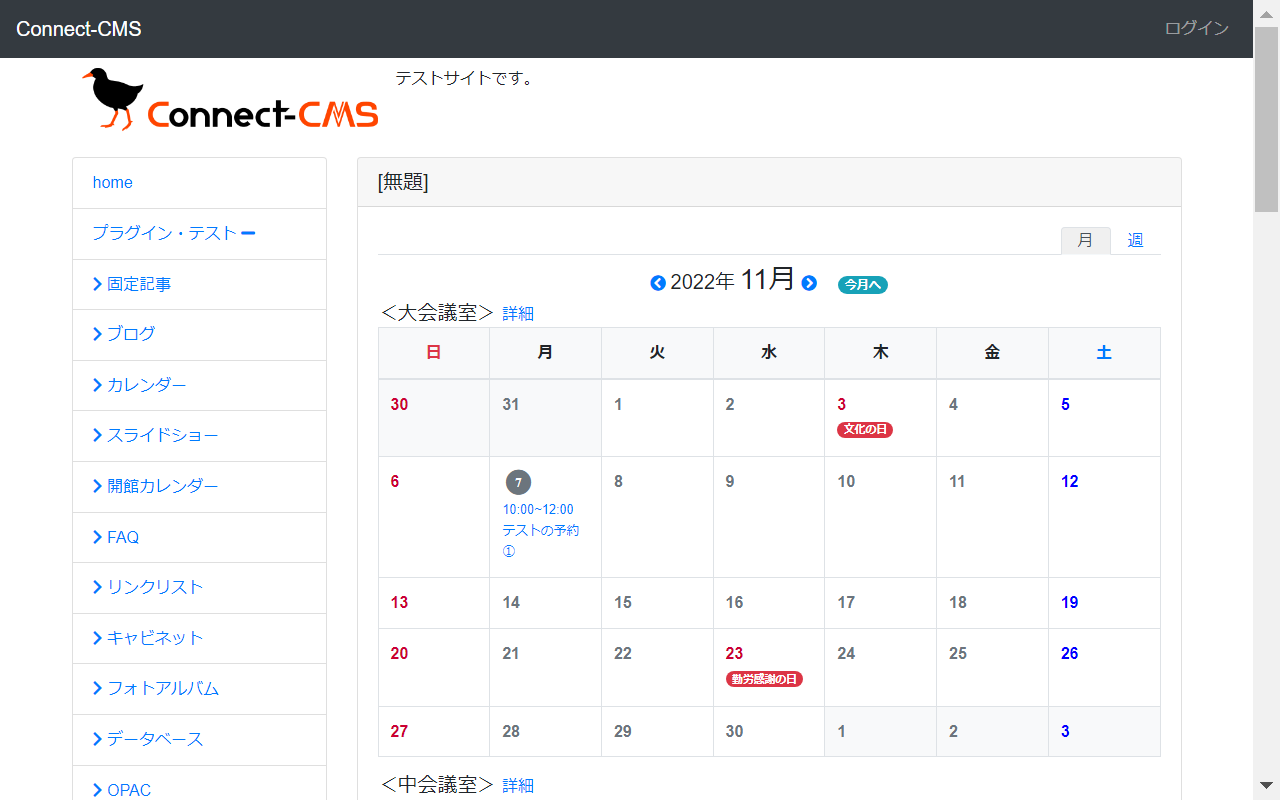 Connect-CMS
ログイン
Connect-CMS
テストサイトです。
home
プラグイン・テスト
固定記事
ブログ
カレンダー
スライドショー
開館カレンダー
FAQ
リンクリスト
キャビネット
フォトアルバム
データベース
OPAC
[無題]
月 週
2022年 11月 今月へ
＜大会議室＞ 詳細
日 月 火 水 木 金 土
30 31 1 2 3 4 5
文化の日
6 7 8 9 10 11 12
10:00~12:00
テストの予約
①
13 14 15 16 17 18 19
20 21 22 23 24 25 26
勤労感謝の日
27 28 29 30 1 2 3
＜中会議室＞ 詳細